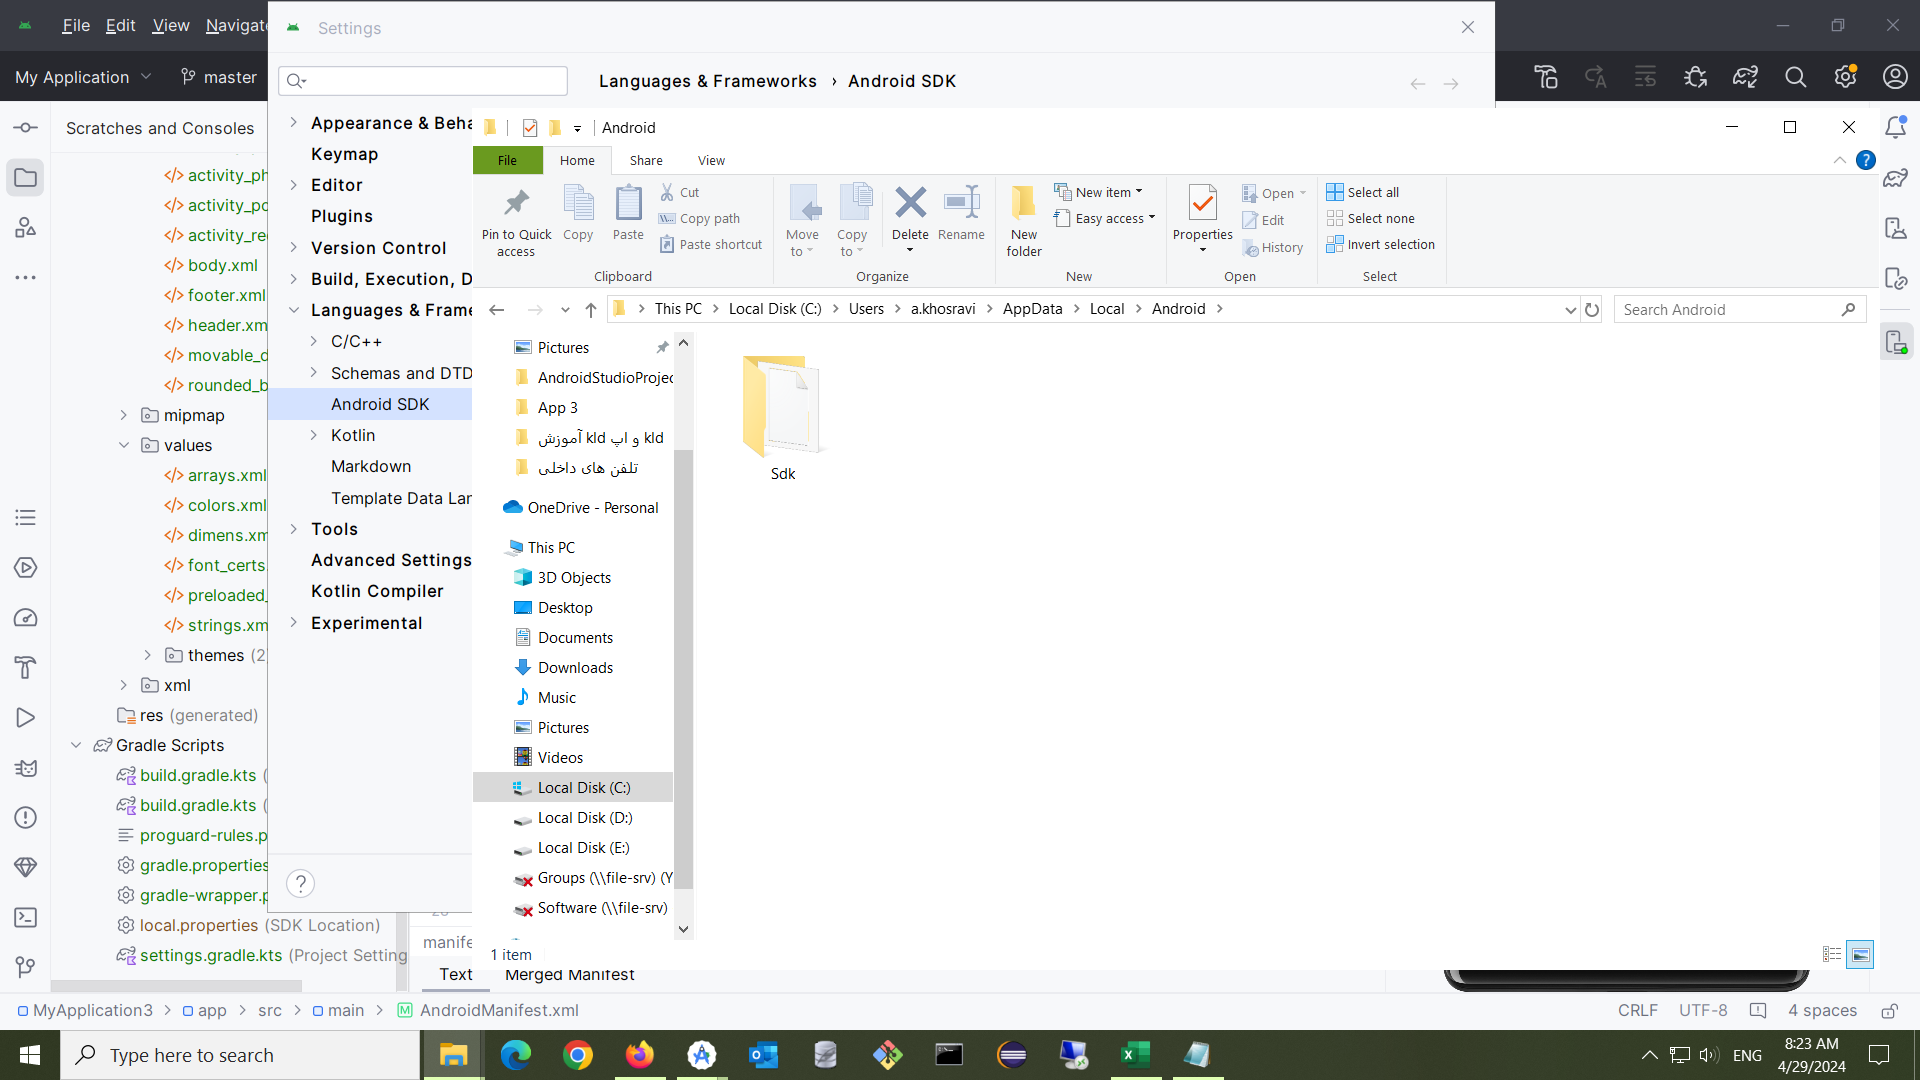 File Edit View Navigate
Settings
My Application master
Languages & Frameworks › Android SDK
Scratches and Consoles
activity_ph
activity_po
activity_re
body.xml
footer.xml
header.xm
movable_d
rounded_b
mipmap
values
arrays.xml
colors.xml
dimens.xm
font_certs.
preloaded_
strings.xm
themes (2
xml
res (generated)
Gradle Scripts
build.gradle.kts (
build.gradle.kts (
proguard-rules.p
gradle.properties
gradle-wrapper.p
local.properties (SDK Location)
settings.gradle.kts (Project Setting
Appearance & Beha
Keymap
Editor
Plugins
Version Control
Build, Execution, D
Languages & Frame
C/C++
Schemas and DTD
Android SDK
Kotlin
Markdown
Template Data Lan
Tools
Advanced Settings
Kotlin Compiler
Experimental
?
Android
File Home Share View
?
Pin to Quick access
Copy
Paste
Cut
Copy path
Paste shortcut
Clipboard
Move to
Copy to
Delete
Rename
Organize
New folder
New item
Easy access
New
Properties
Open
Edit
History
Open
Select all
Select none
Invert selection
Select
This PC Local Disk (C:) Users a.khosravi AppData Local Android
Search Android
Pictures
AndroidStudioProjec
App 3
آموزش kld و اپ kld
تلفن های داخلی
OneDrive - Personal
This PC
3D Objects
Desktop
Documents
Downloads
Music
Pictures
Videos
Local Disk (C:)
Local Disk (D:)
Local Disk (E:)
Groups (\\file-srv) (Y
Software (\\file-srv)
Sdk
1 item
manife
Text Merged Manifest
MyApplication3 > app > src > main > AndroidManifest.xml
CRLF UTF-8 4 spaces
Type here to search
ENG
8:23 AM
4/29/2024